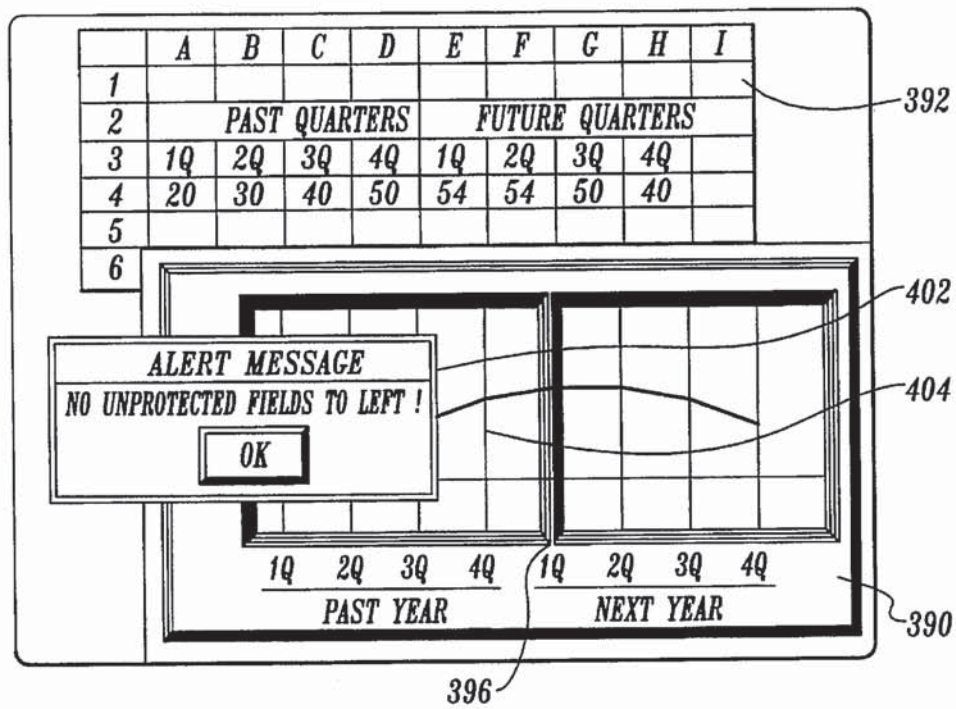 A B C D E F G H I
1
392
2 PAST QUARTERS FUTURE QUARTERS
3 1Q 2Q 3Q 4Q 1Q 2Q 3Q 4Q
4 20 30 40 50 54 54 50 40
5
6
402
ALERT MESSAGE
404
NO UNPROTECTED FIELDS TO LEFT !
OK
1Q 2Q 3Q 4Q 1Q 2Q 3Q 4Q
PAST YEAR NEXT YEAR
390
396